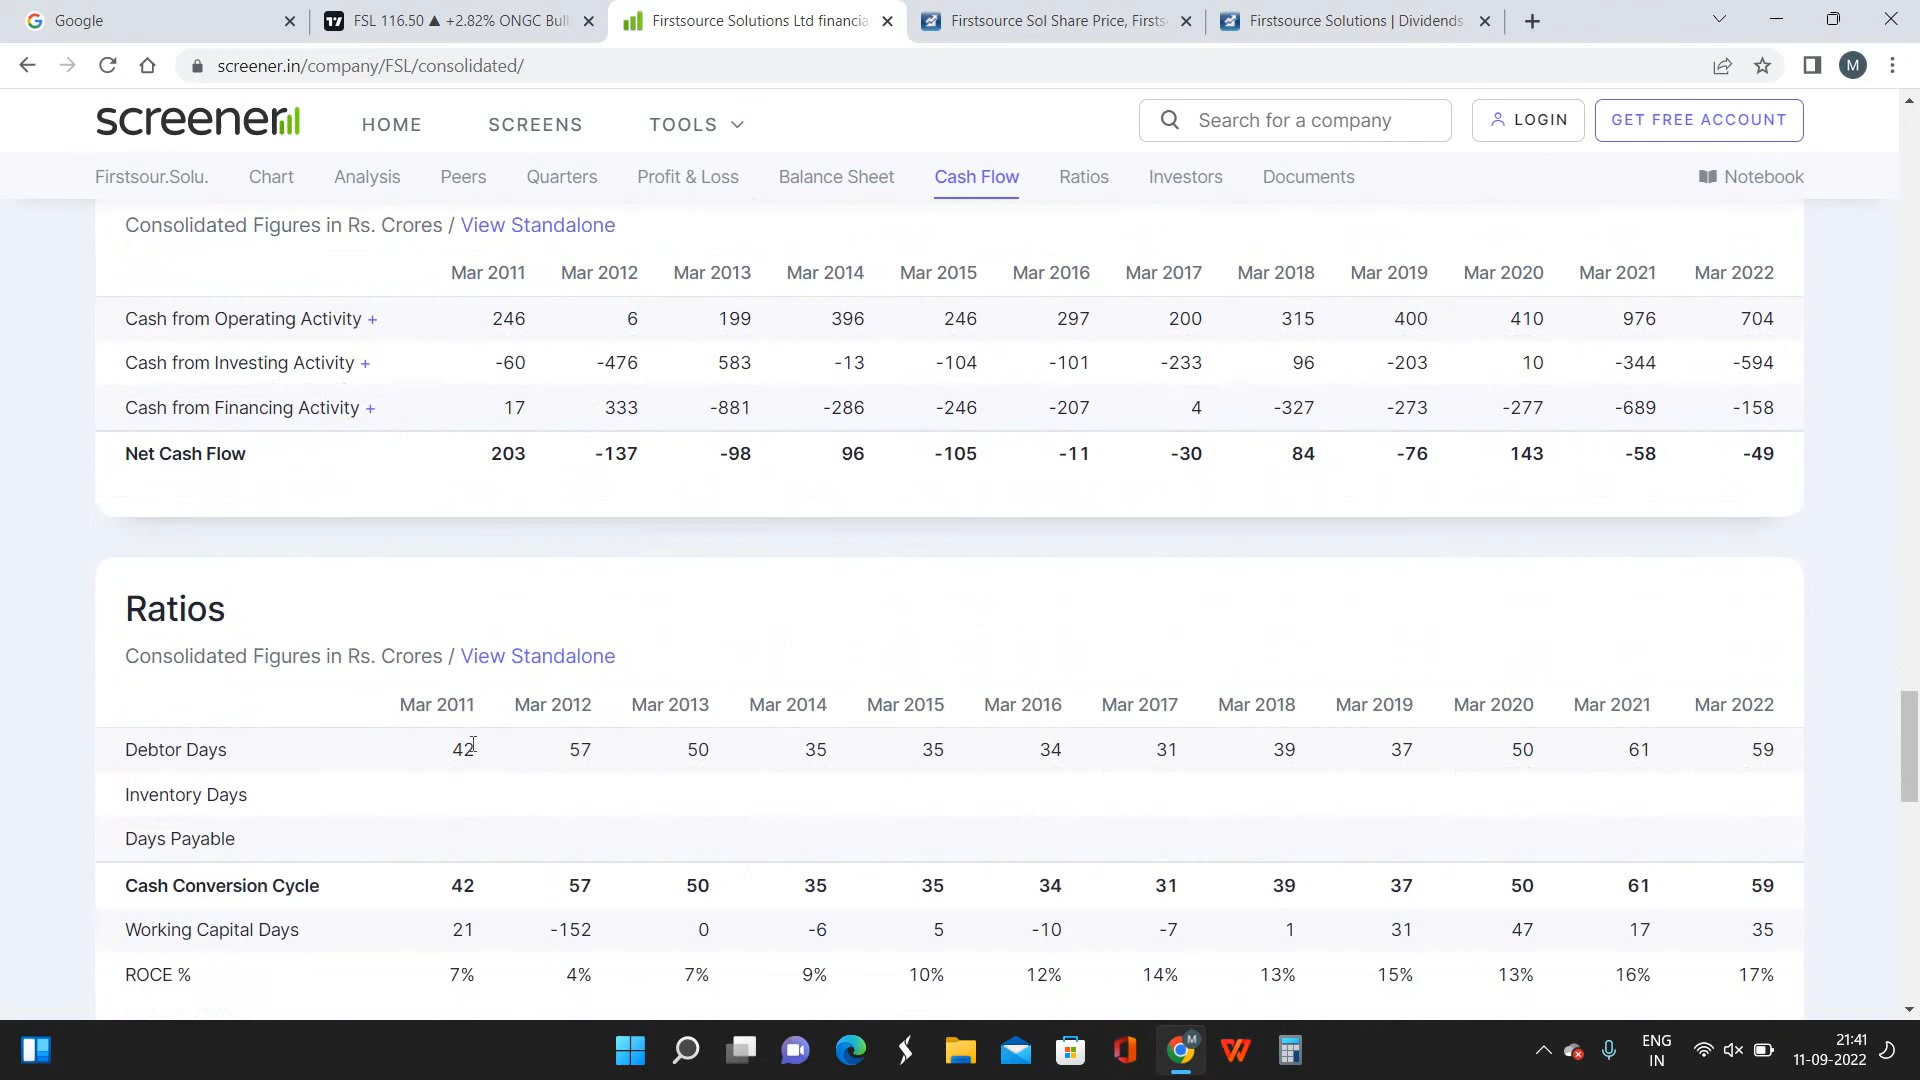 Google
FSL 116.50 ▲ +2.82% ONGC Bull
Firstsource Solutions Ltd financia
Firstsource Sol Share Price, Firsts
Firstsource Solutions | Dividends
screener.in/company/FSL/consolidated/
M
screener
HOME
SCREENS
TOOLS
Search for a company
LOGIN
GET FREE ACCOUNT
Firstsour.Solu.
Chart
Analysis
Peers
Quarters
Profit & Loss
Balance Sheet
Cash Flow
Ratios
Investors
Documents
Notebook
Consolidated Figures in Rs. Crores / View Standalone
Mar 2011 Mar 2012 Mar 2013 Mar 2014 Mar 2015 Mar 2016 Mar 2017 Mar 2018 Mar 2019 Mar 2020 Mar 2021 Mar 2022
Cash from Operating Activity + 246 6 199 396 246 297 200 315 400 410 976 704
Cash from Investing Activity + -60 -476 583 -13 -104 -101 -233 96 -203 10 -344 -594
Cash from Financing Activity + 17 333 -881 -286 -246 -207 4 -327 -273 -277 -689 -158
Net Cash Flow 203 -137 -98 96 -105 -11 -30 84 -76 143 -58 -49
Ratios
Consolidated Figures in Rs. Crores / View Standalone
Mar 2011 Mar 2012 Mar 2013 Mar 2014 Mar 2015 Mar 2016 Mar 2017 Mar 2018 Mar 2019 Mar 2020 Mar 2021 Mar 2022
Debtor Days 42 57 50 35 35 34 31 39 37 50 61 59
Inventory Days
Days Payable
Cash Conversion Cycle 42 57 50 35 35 34 31 39 37 50 61 59
Working Capital Days 21 -152 0 -6 5 -10 -7 1 31 47 17 35
ROCE % 7% 4% 7% 9% 10% 12% 14% 13% 15% 13% 16% 17%
M
ENG
IN
21:41
11-09-2022